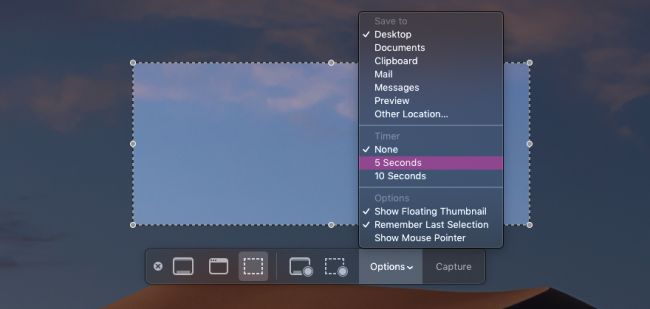 Save to
✓ Desktop
Documents
Clipboard
Mail
Messages
Preview
Other Location...
Timer
✓ None
5 Seconds
10 Seconds
Options
✓ Show Floating Thumbnail
✓ Remember Last Selection
Show Mouse Pointer
Options Capture